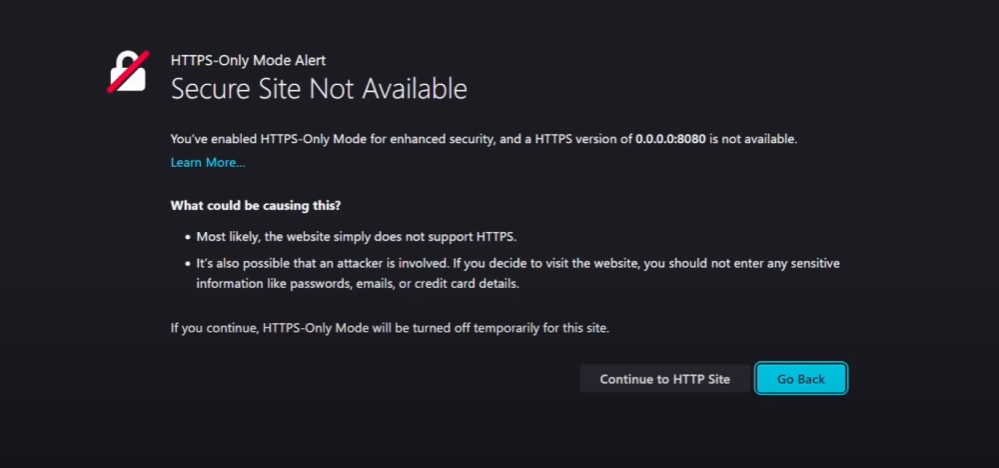 HTTPS-Only Mode Alert
Secure Site Not Available
You've enabled HTTPS-Only Mode for enhanced security, and a HTTPS version of 0.0.0.0:8080 is not available.
Learn More...
What could be causing this?
• Most likely, the website simply does not support HTTPS.
• It's also possible that an attacker is involved. If you decide to visit the website, you should not enter any sensitive
information like passwords, emails, or credit card details.
If you continue, HTTPS-Only Mode will be turned off temporarily for this site.
Continue to HTTP Site Go Back